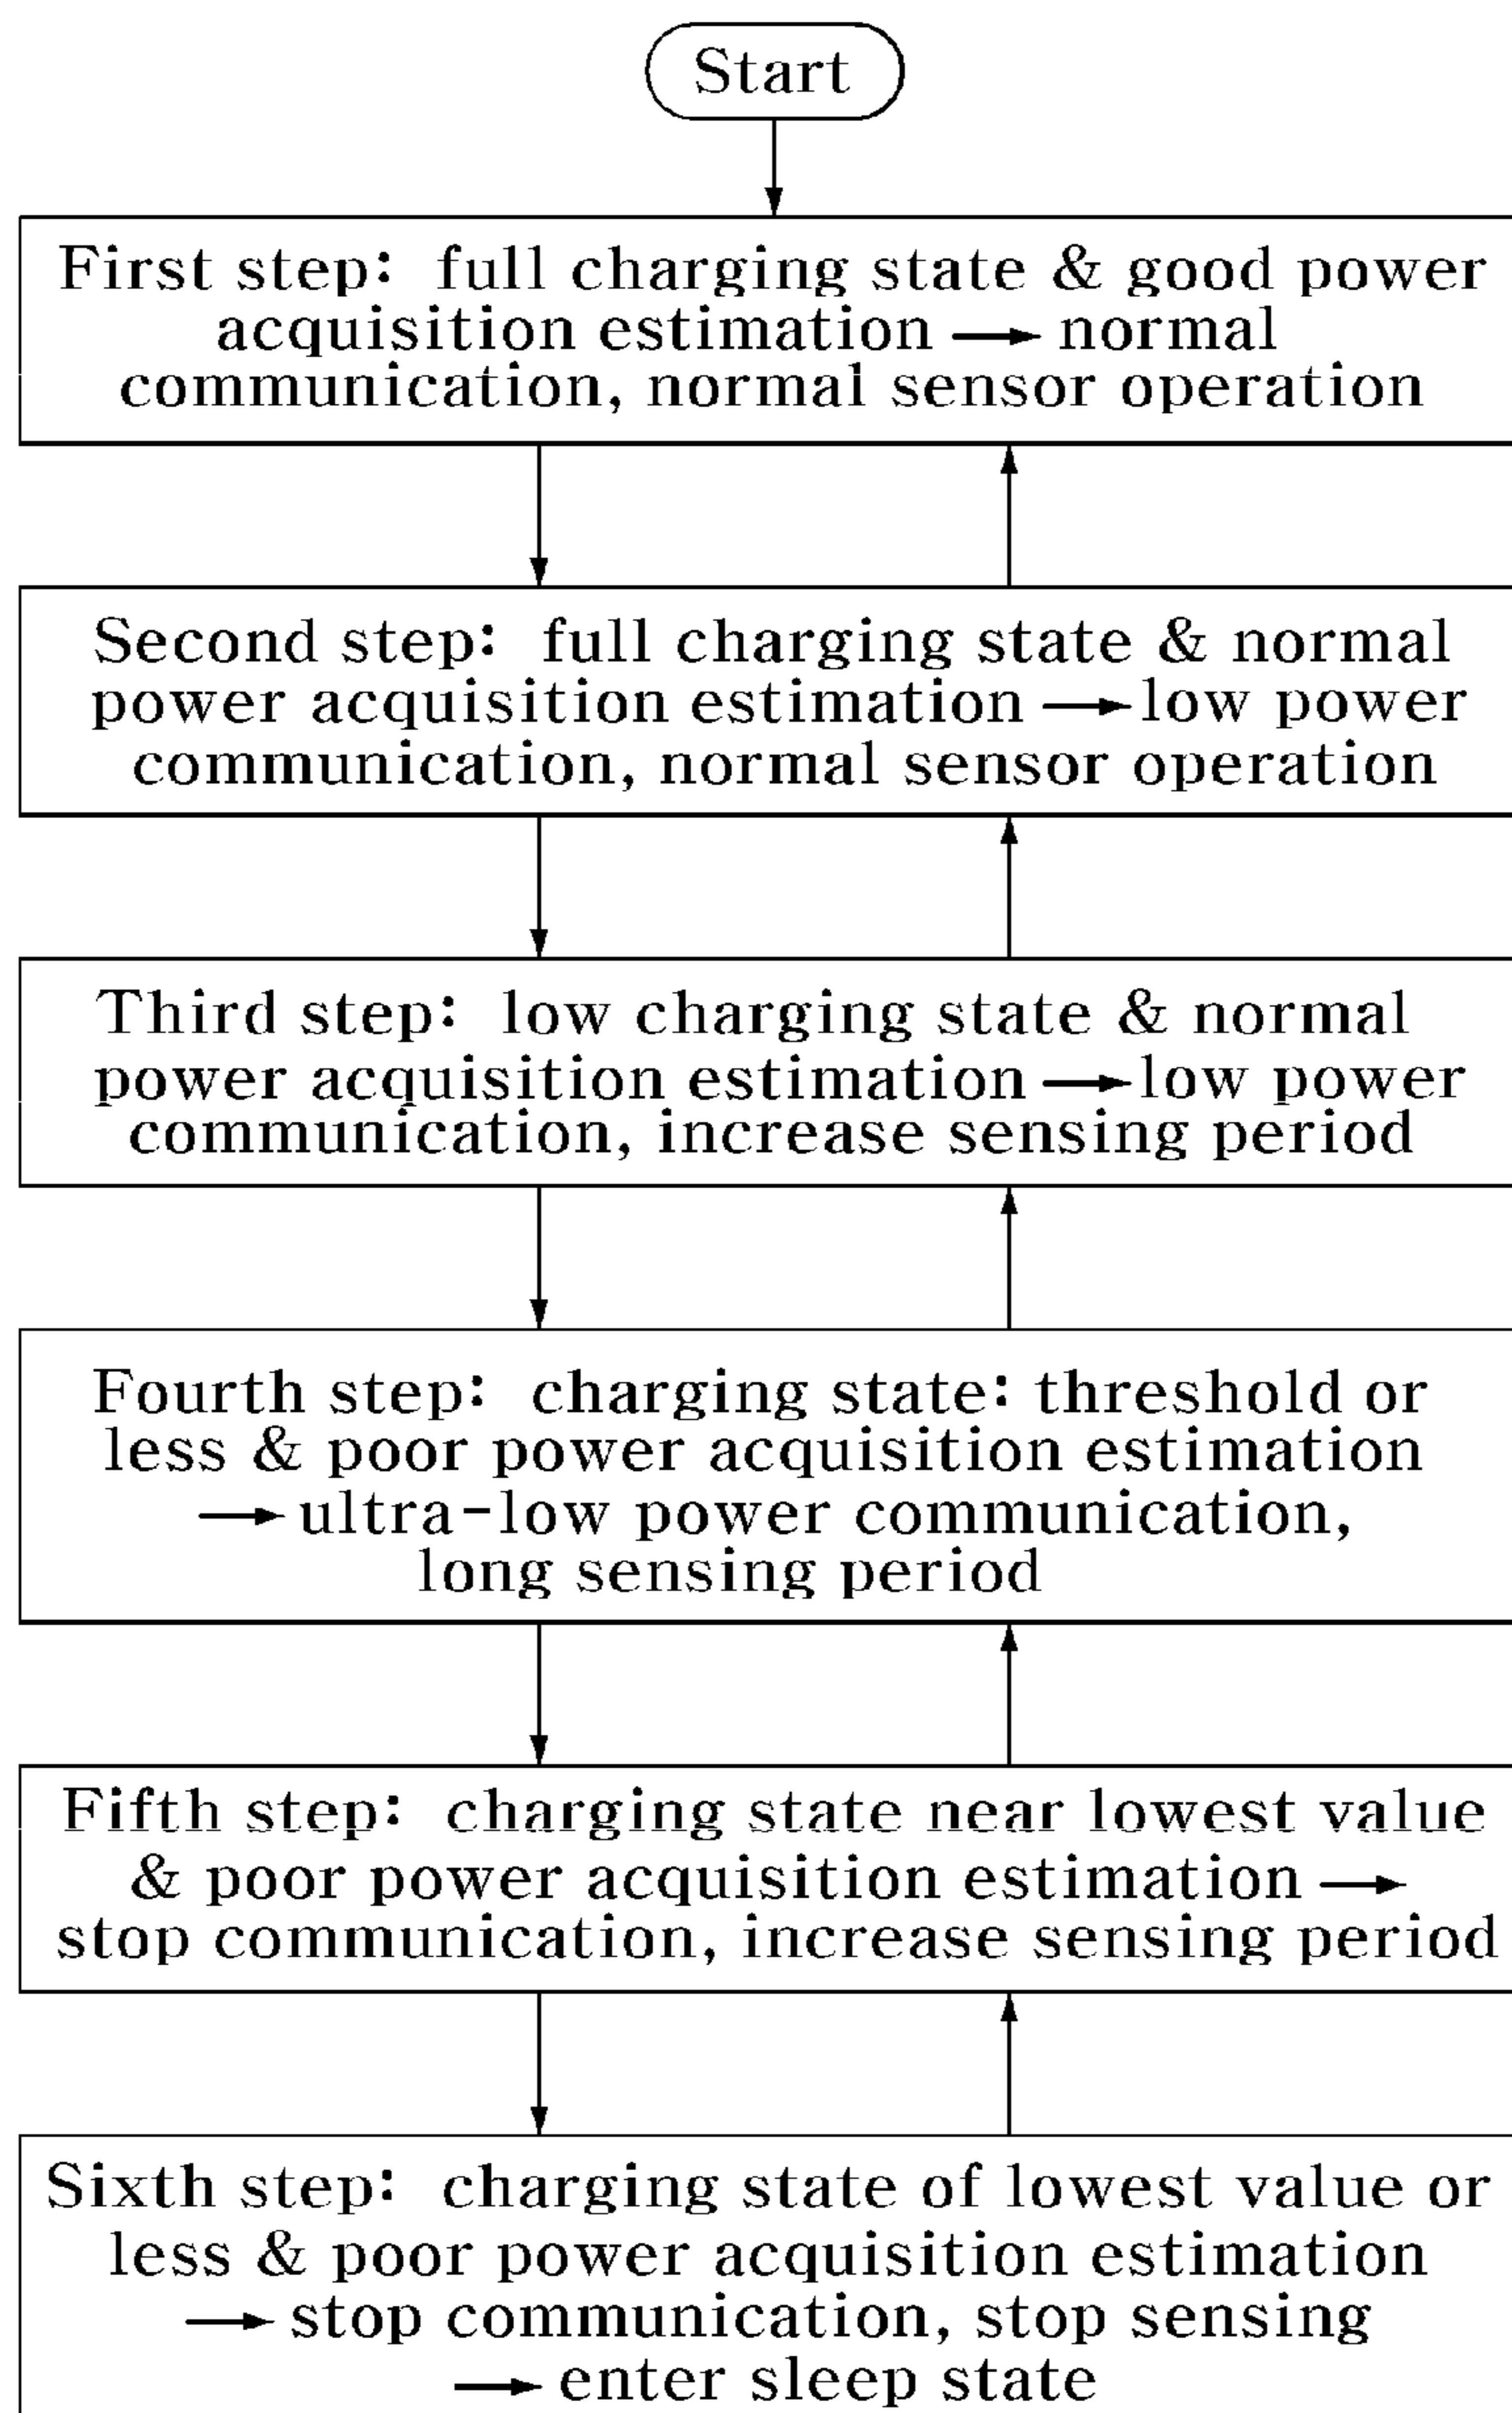 Start
First step: full charging state & good power
acquisition estimation → normal
communication, normal sensor operation
Second step: full charging state & normal
power acquisition estimation → low power
communication, normal sensor operation
Third step: low charging state & normal
power acquisition estimation → low power
communication, increase sensing period
Fourth step: charging state: threshold or
less & poor power acquisition estimation
→ ultra-low power communication,
long sensing period
Fifth step: charging state near lowest value
& poor power acquisition estimation →
stop communication, increase sensing period
Sixth step: charging state of lowest value or
less & poor power acquisition estimation
→ stop communication, stop sensing
→ enter sleep state